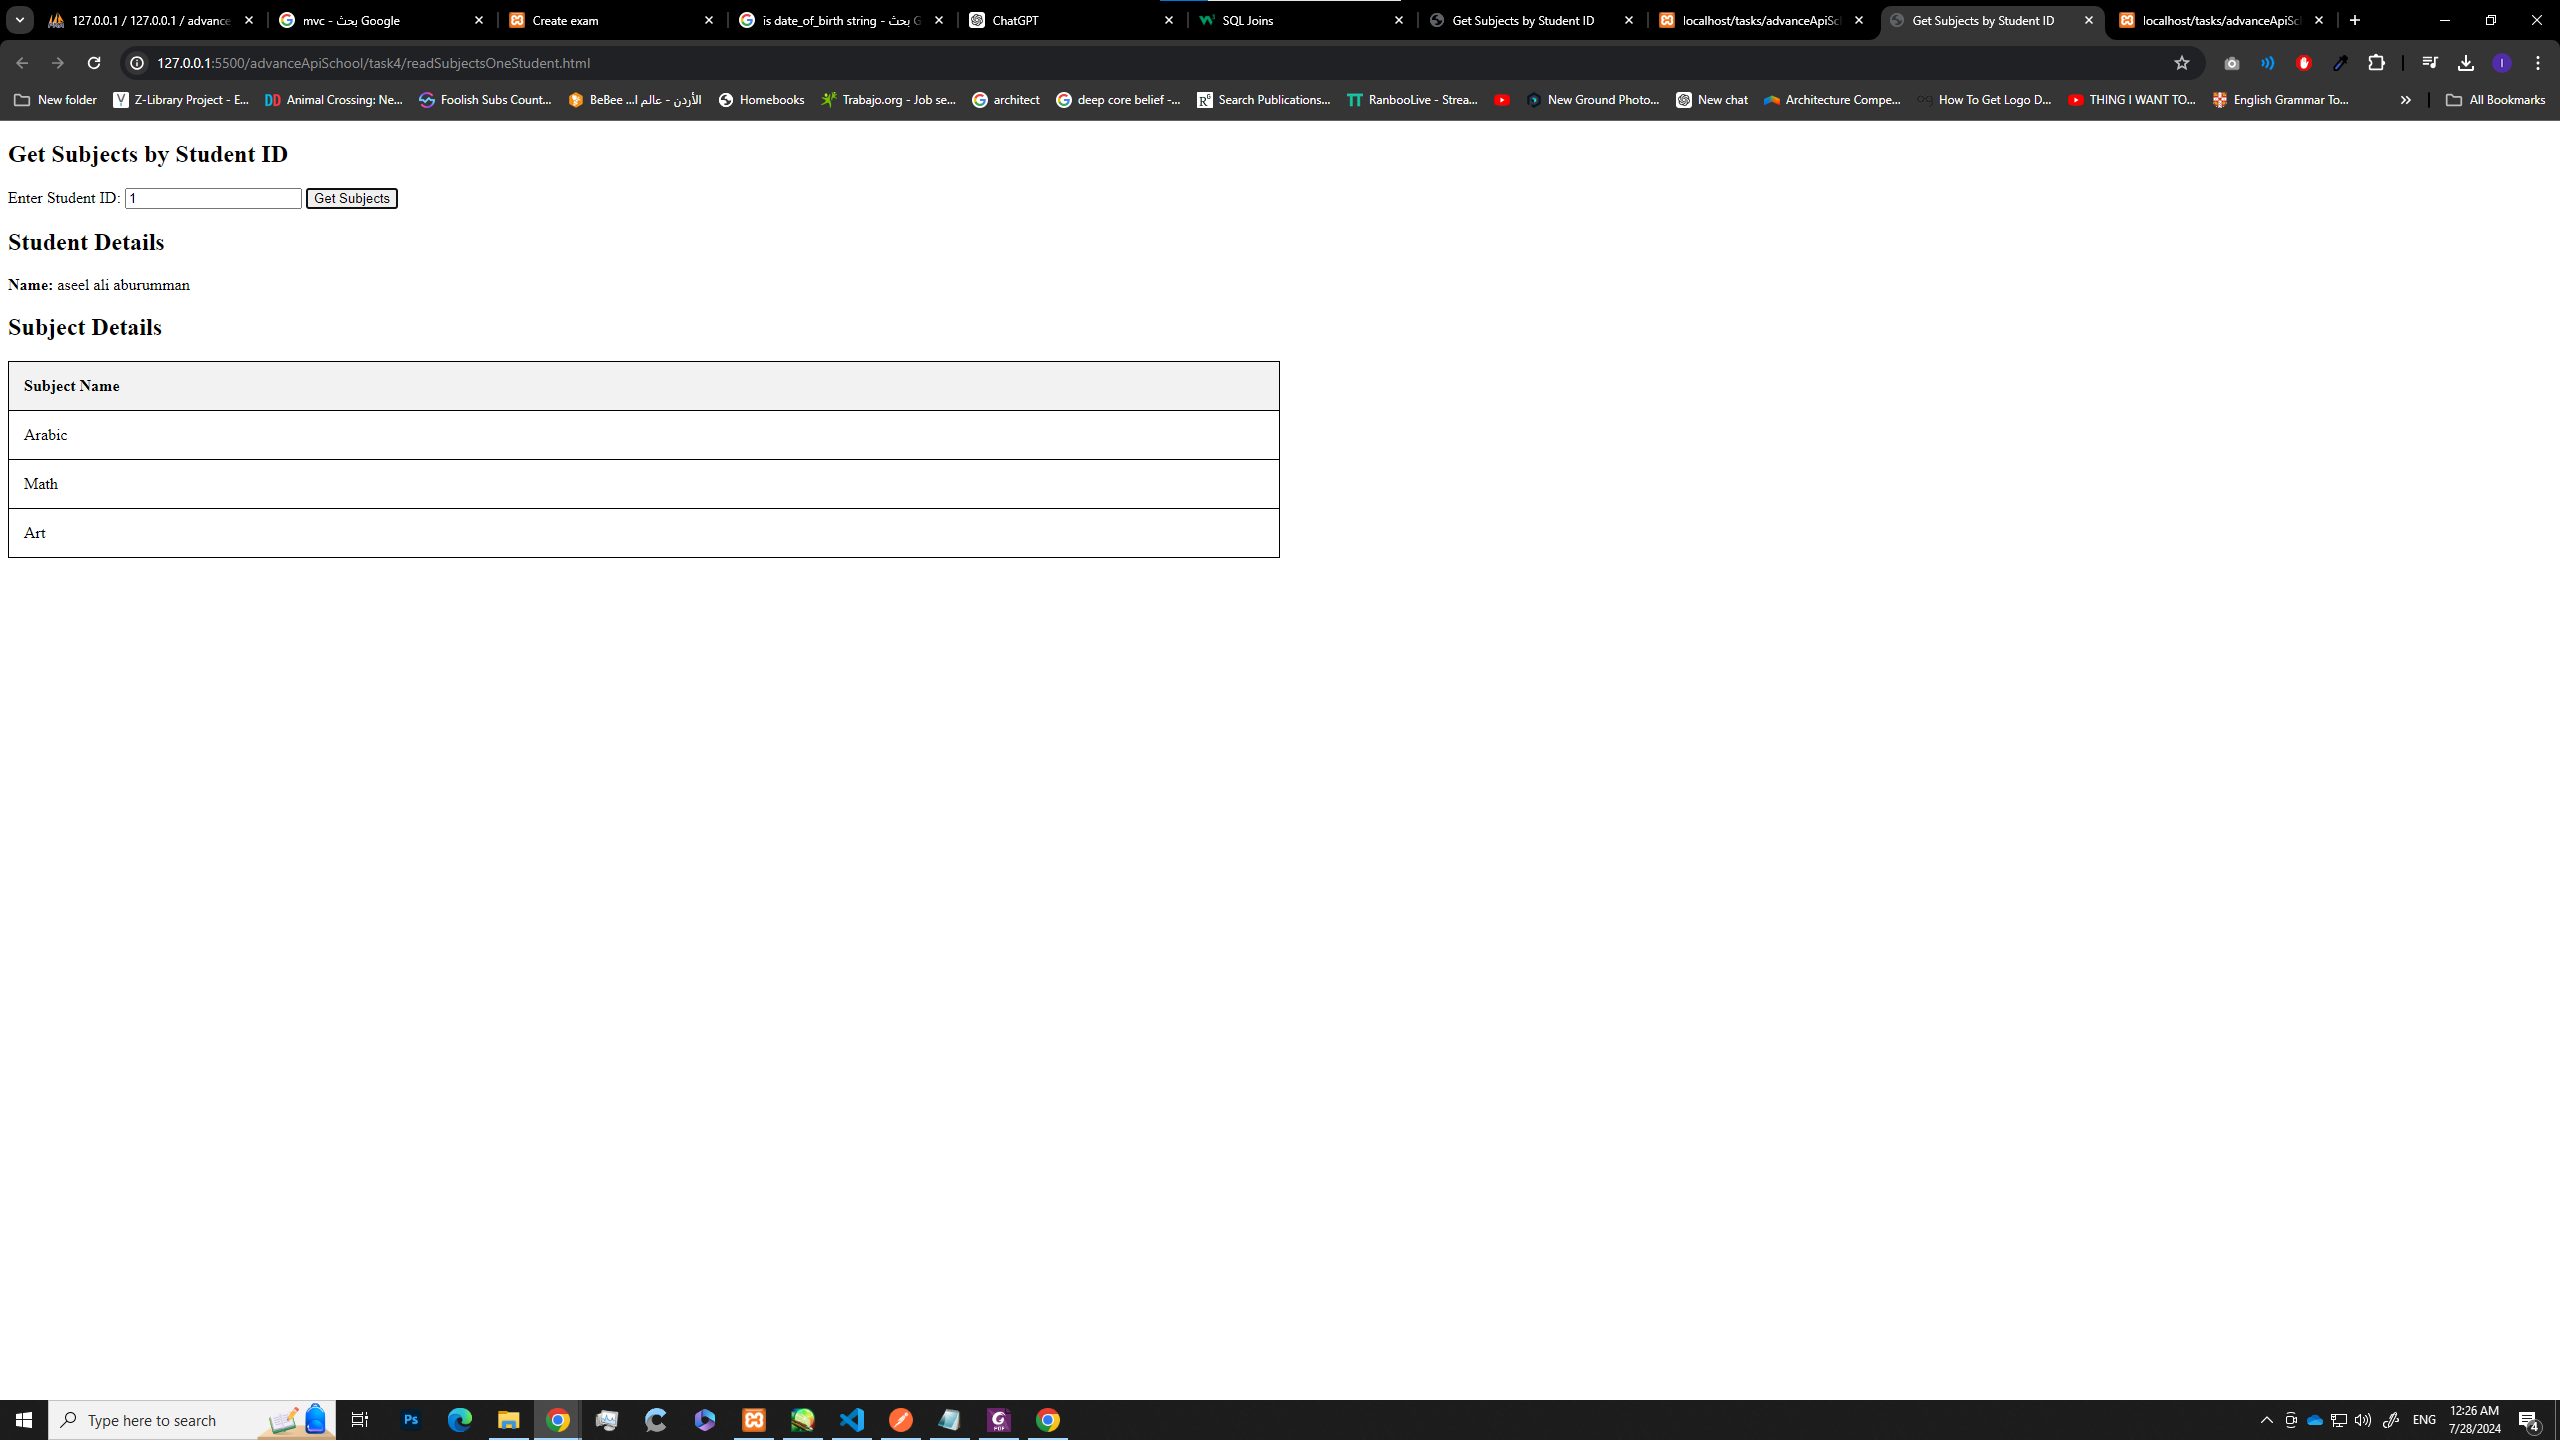 127.0.0.1 / 127.0.0.1 / advance
mvc - بحث Google
Create exam
is date_of_birth string - بحث G
ChatGPT
SQL Joins
Get Subjects by Student ID
localhost/tasks/advanceApiSc
Get Subjects by Student ID
localhost/tasks/advanceApiSc
127.0.0.1:5500/advanceApiSchool/task4/readSubjectsOneStudent.html
New folder
Z-Library Project - E...
Animal Crossing: Ne...
Foolish Subs Count...
BeBee ... الأردن - عالم ا
Homebooks
Trabajo.org - Job se...
architect
deep core belief -...
Search Publications...
RanbooLive - Strea...
New Ground Photo...
New chat
Architecture Compe...
How To Get Logo D...
THING I WANT TO...
English Grammar To...
All Bookmarks
Get Subjects by Student ID
Enter Student ID: 1 Get Subjects
Student Details
Name: aseel ali aburumman
Subject Details
Subject Name
Arabic
Math
Art
Type here to search
Ps
ENG
12:26 AM
7/28/2024
4